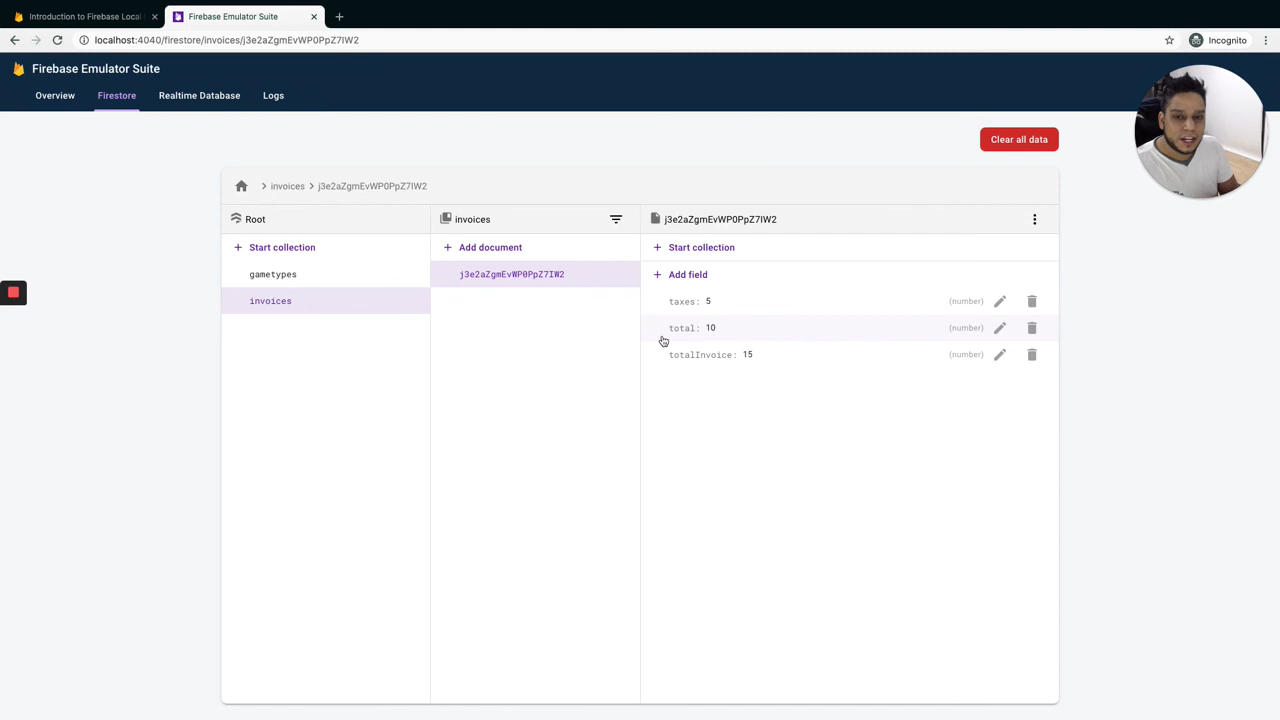 Introduction to Firebase Local
Firebase Emulator Suite
localhost:4040/firestore/invoices/j3e2aZgmEvWP0PpZ7IW2
Incognito
Firebase Emulator Suite
Overview
Firestore
Realtime Database
Logs
Clear all data
invoices
j3e2aZgmEvWP0PpZ7IW2
Root
invoices
j3e2aZgmEvWP0PpZ7IW2
Start collection
Add document
Start collection
gametypes
j3e2aZgmEvWP0PpZ7IW2
Add field
invoices
taxes: 5 (number)
total: 10 (number)
totalInvoice: 15 (number)